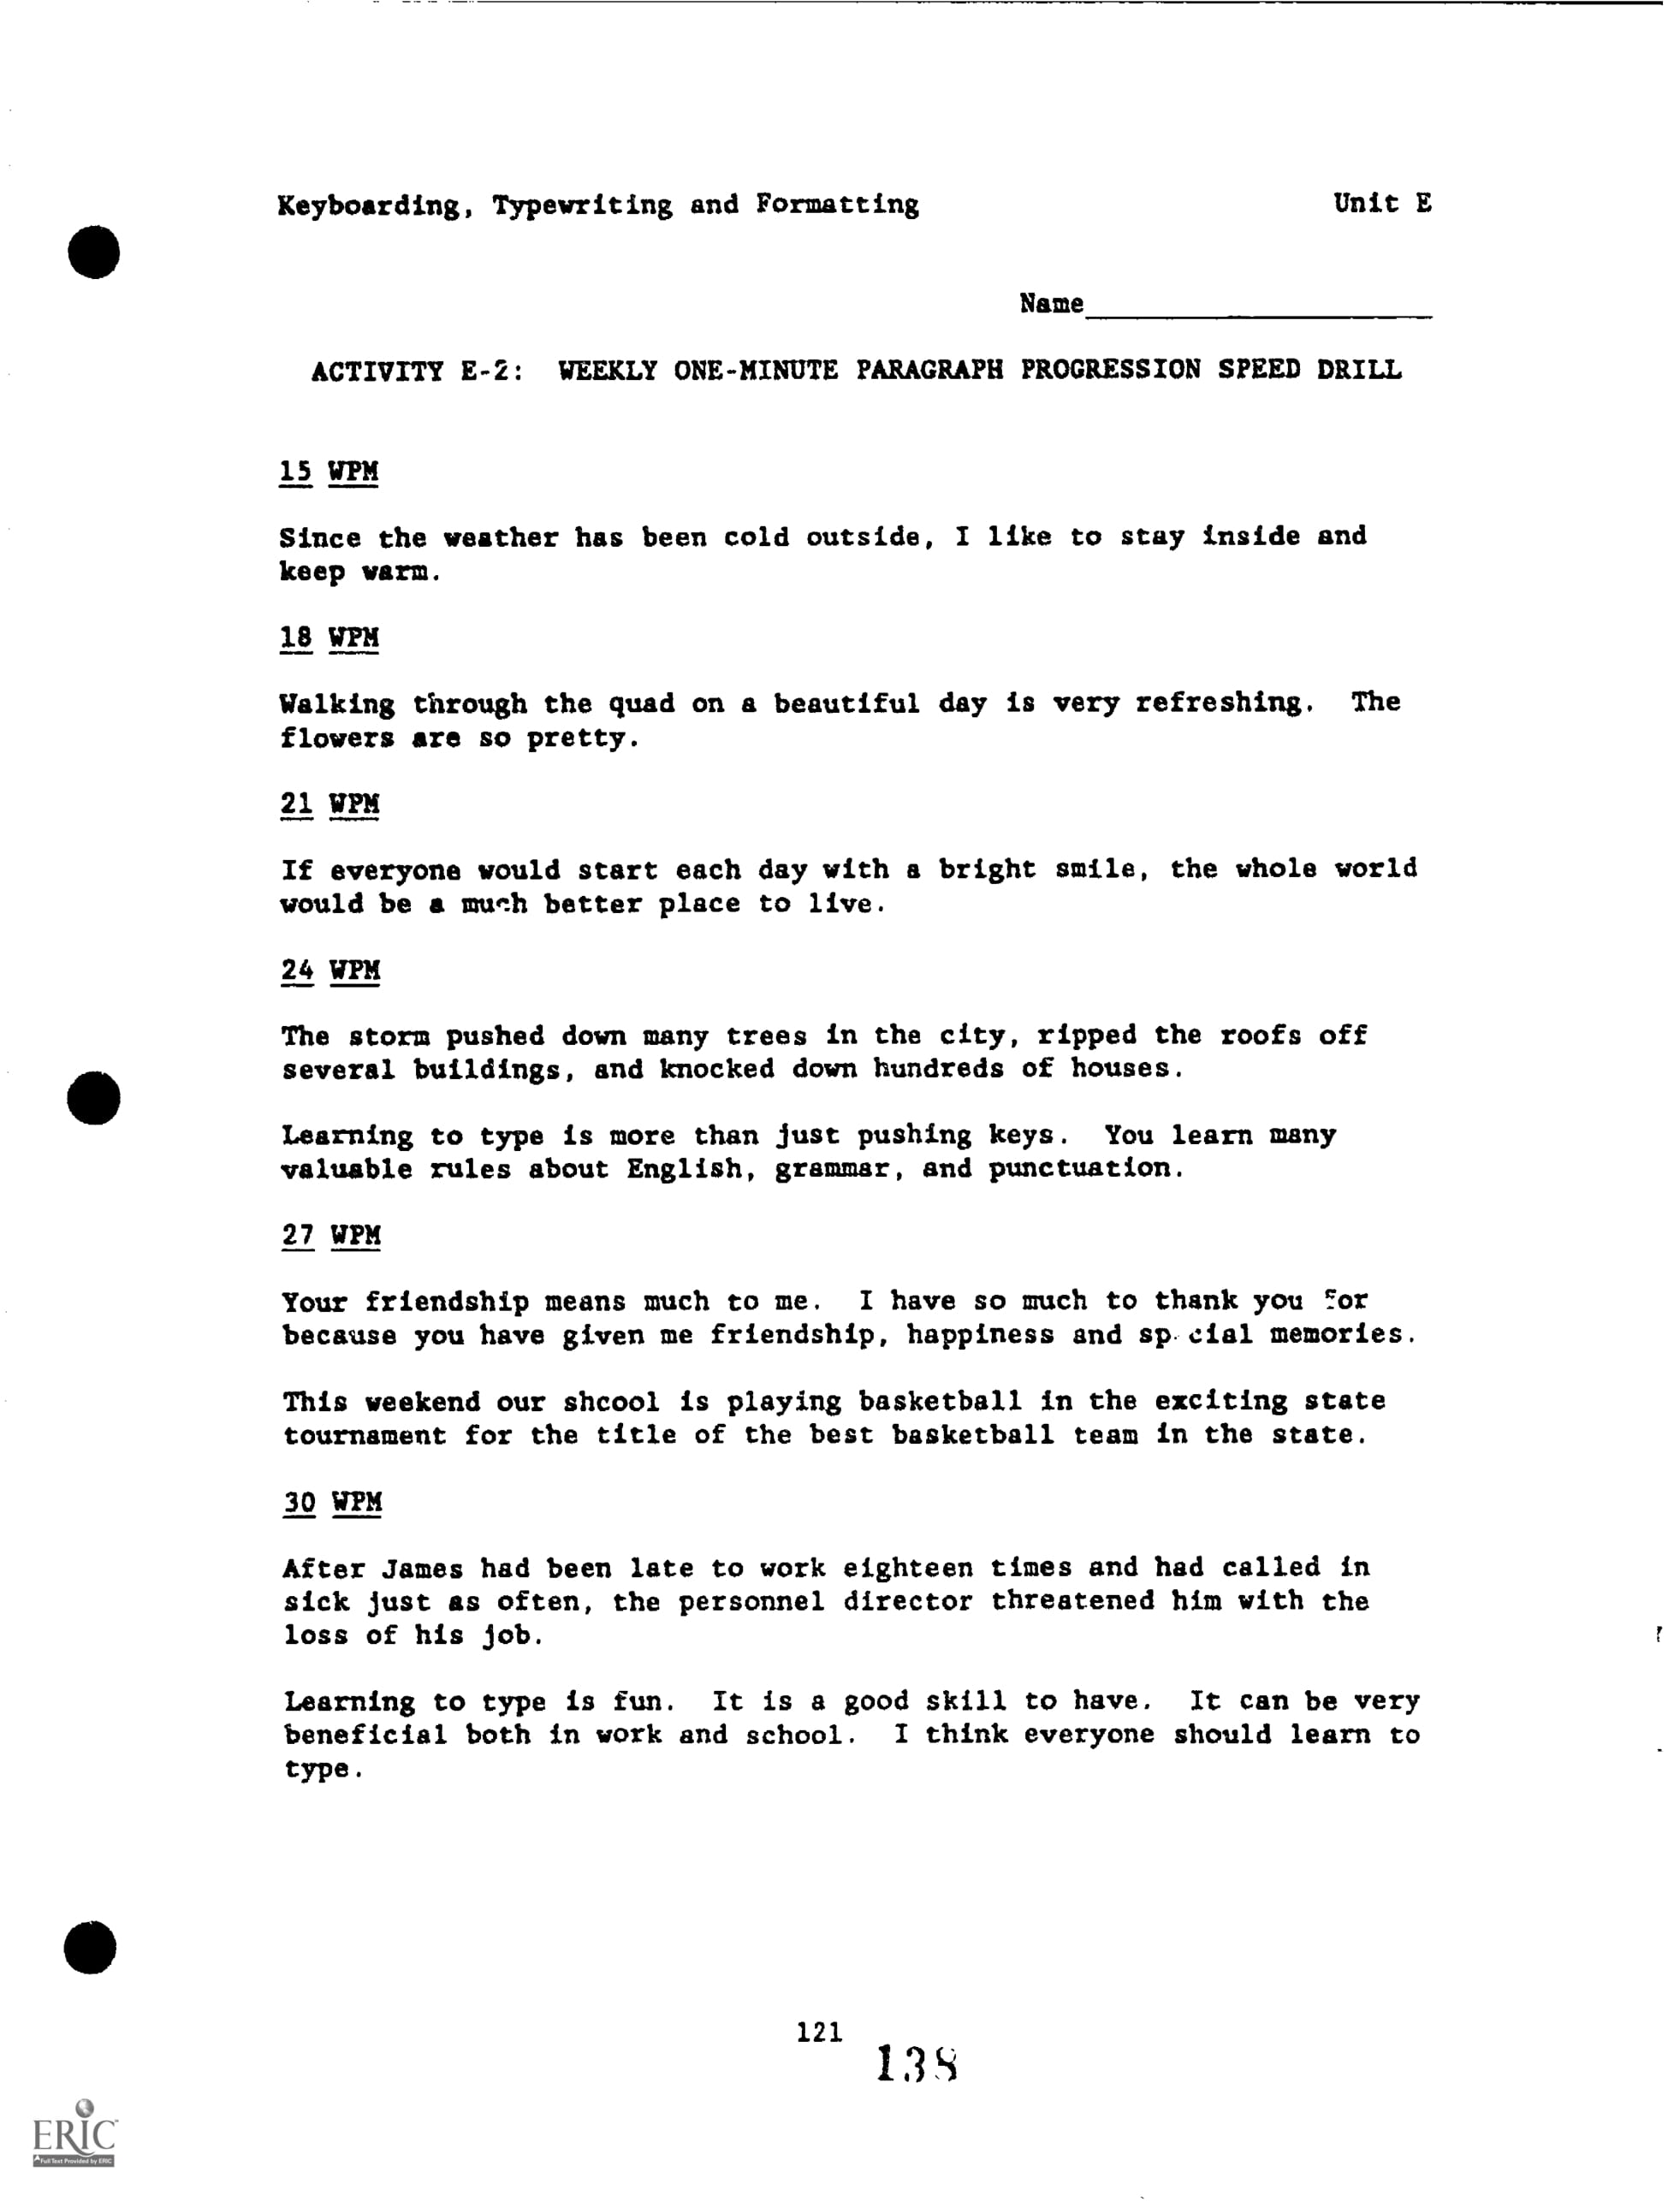 Keyboarding, Typewriting and Formatting Unit E
Name
ACTIVITY E-2: WEEKLY ONE-MINUTE PARAGRAPH PROGRESSION SPEED DRILL
15 WPM
Since the weather has been cold outside, I like to stay inside and
keep warm.
18 WPM
Walking through the quad on a beautiful day is very refreshing. The
flowers are so pretty.
21 WPM
If everyone would start each day with a bright smile, the whole world
would be a much better place to live.
24 WPM
The storm pushed down many trees in the city, ripped the roofs off
several buildings, and knocked down hundreds of houses.
Learning to type is more than just pushing keys. You learn many
valuable rules about English, grammar, and punctuation.
27 WPM
Your friendship means much to me. I have so much to thank you for
because you have given me friendship, happiness and special memories.
This weekend our shcool is playing basketball in the exciting state
tournament for the title of the best basketball team in the state.
30 WPM
After James had been late to work eighteen times and had called in
sick just as often, the personnel director threatened him with the
loss of his job.
Learning to type is fun. It is a good skill to have. It can be very
beneficial both in work and school. I think everyone should learn to
type.
121
138
ERIC
Full Text Provided by ERIC